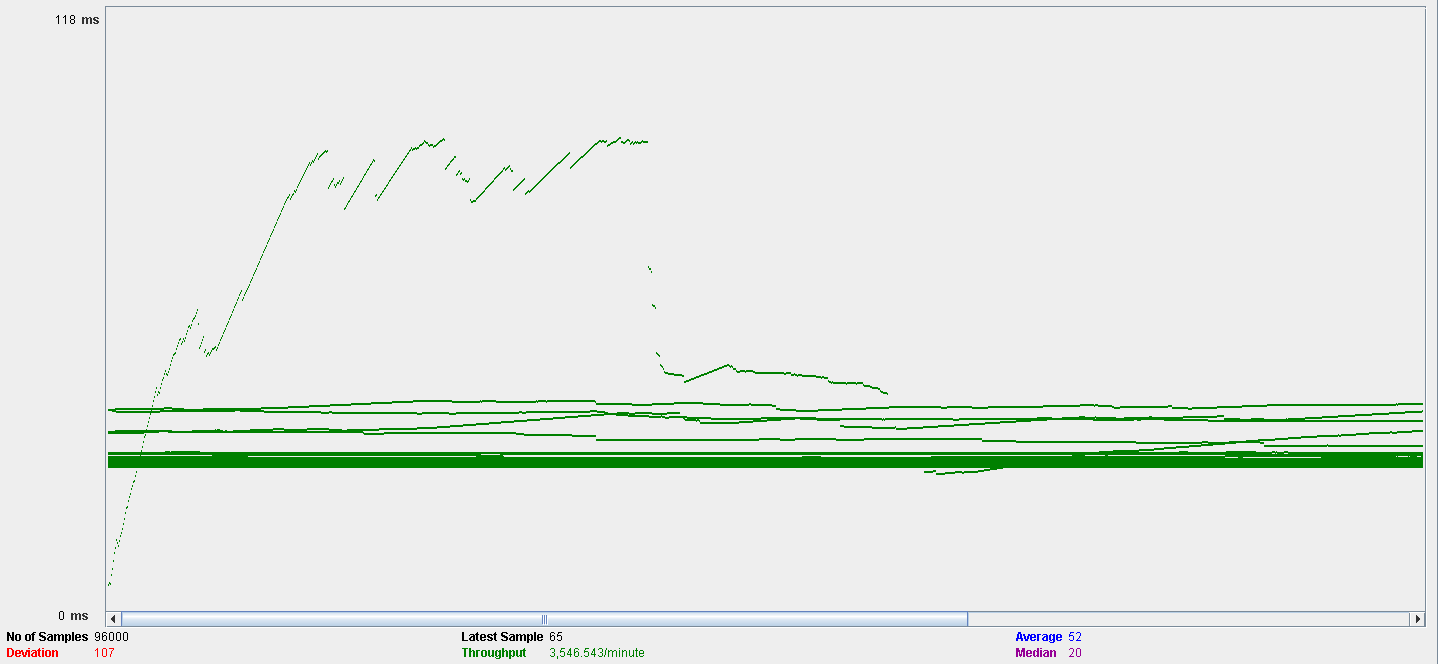 118 ms
0 ms
No of Samples 96000 Latest Sample 65 Average 52
Deviation 107 Throughput 3,546.543/minute Median 20